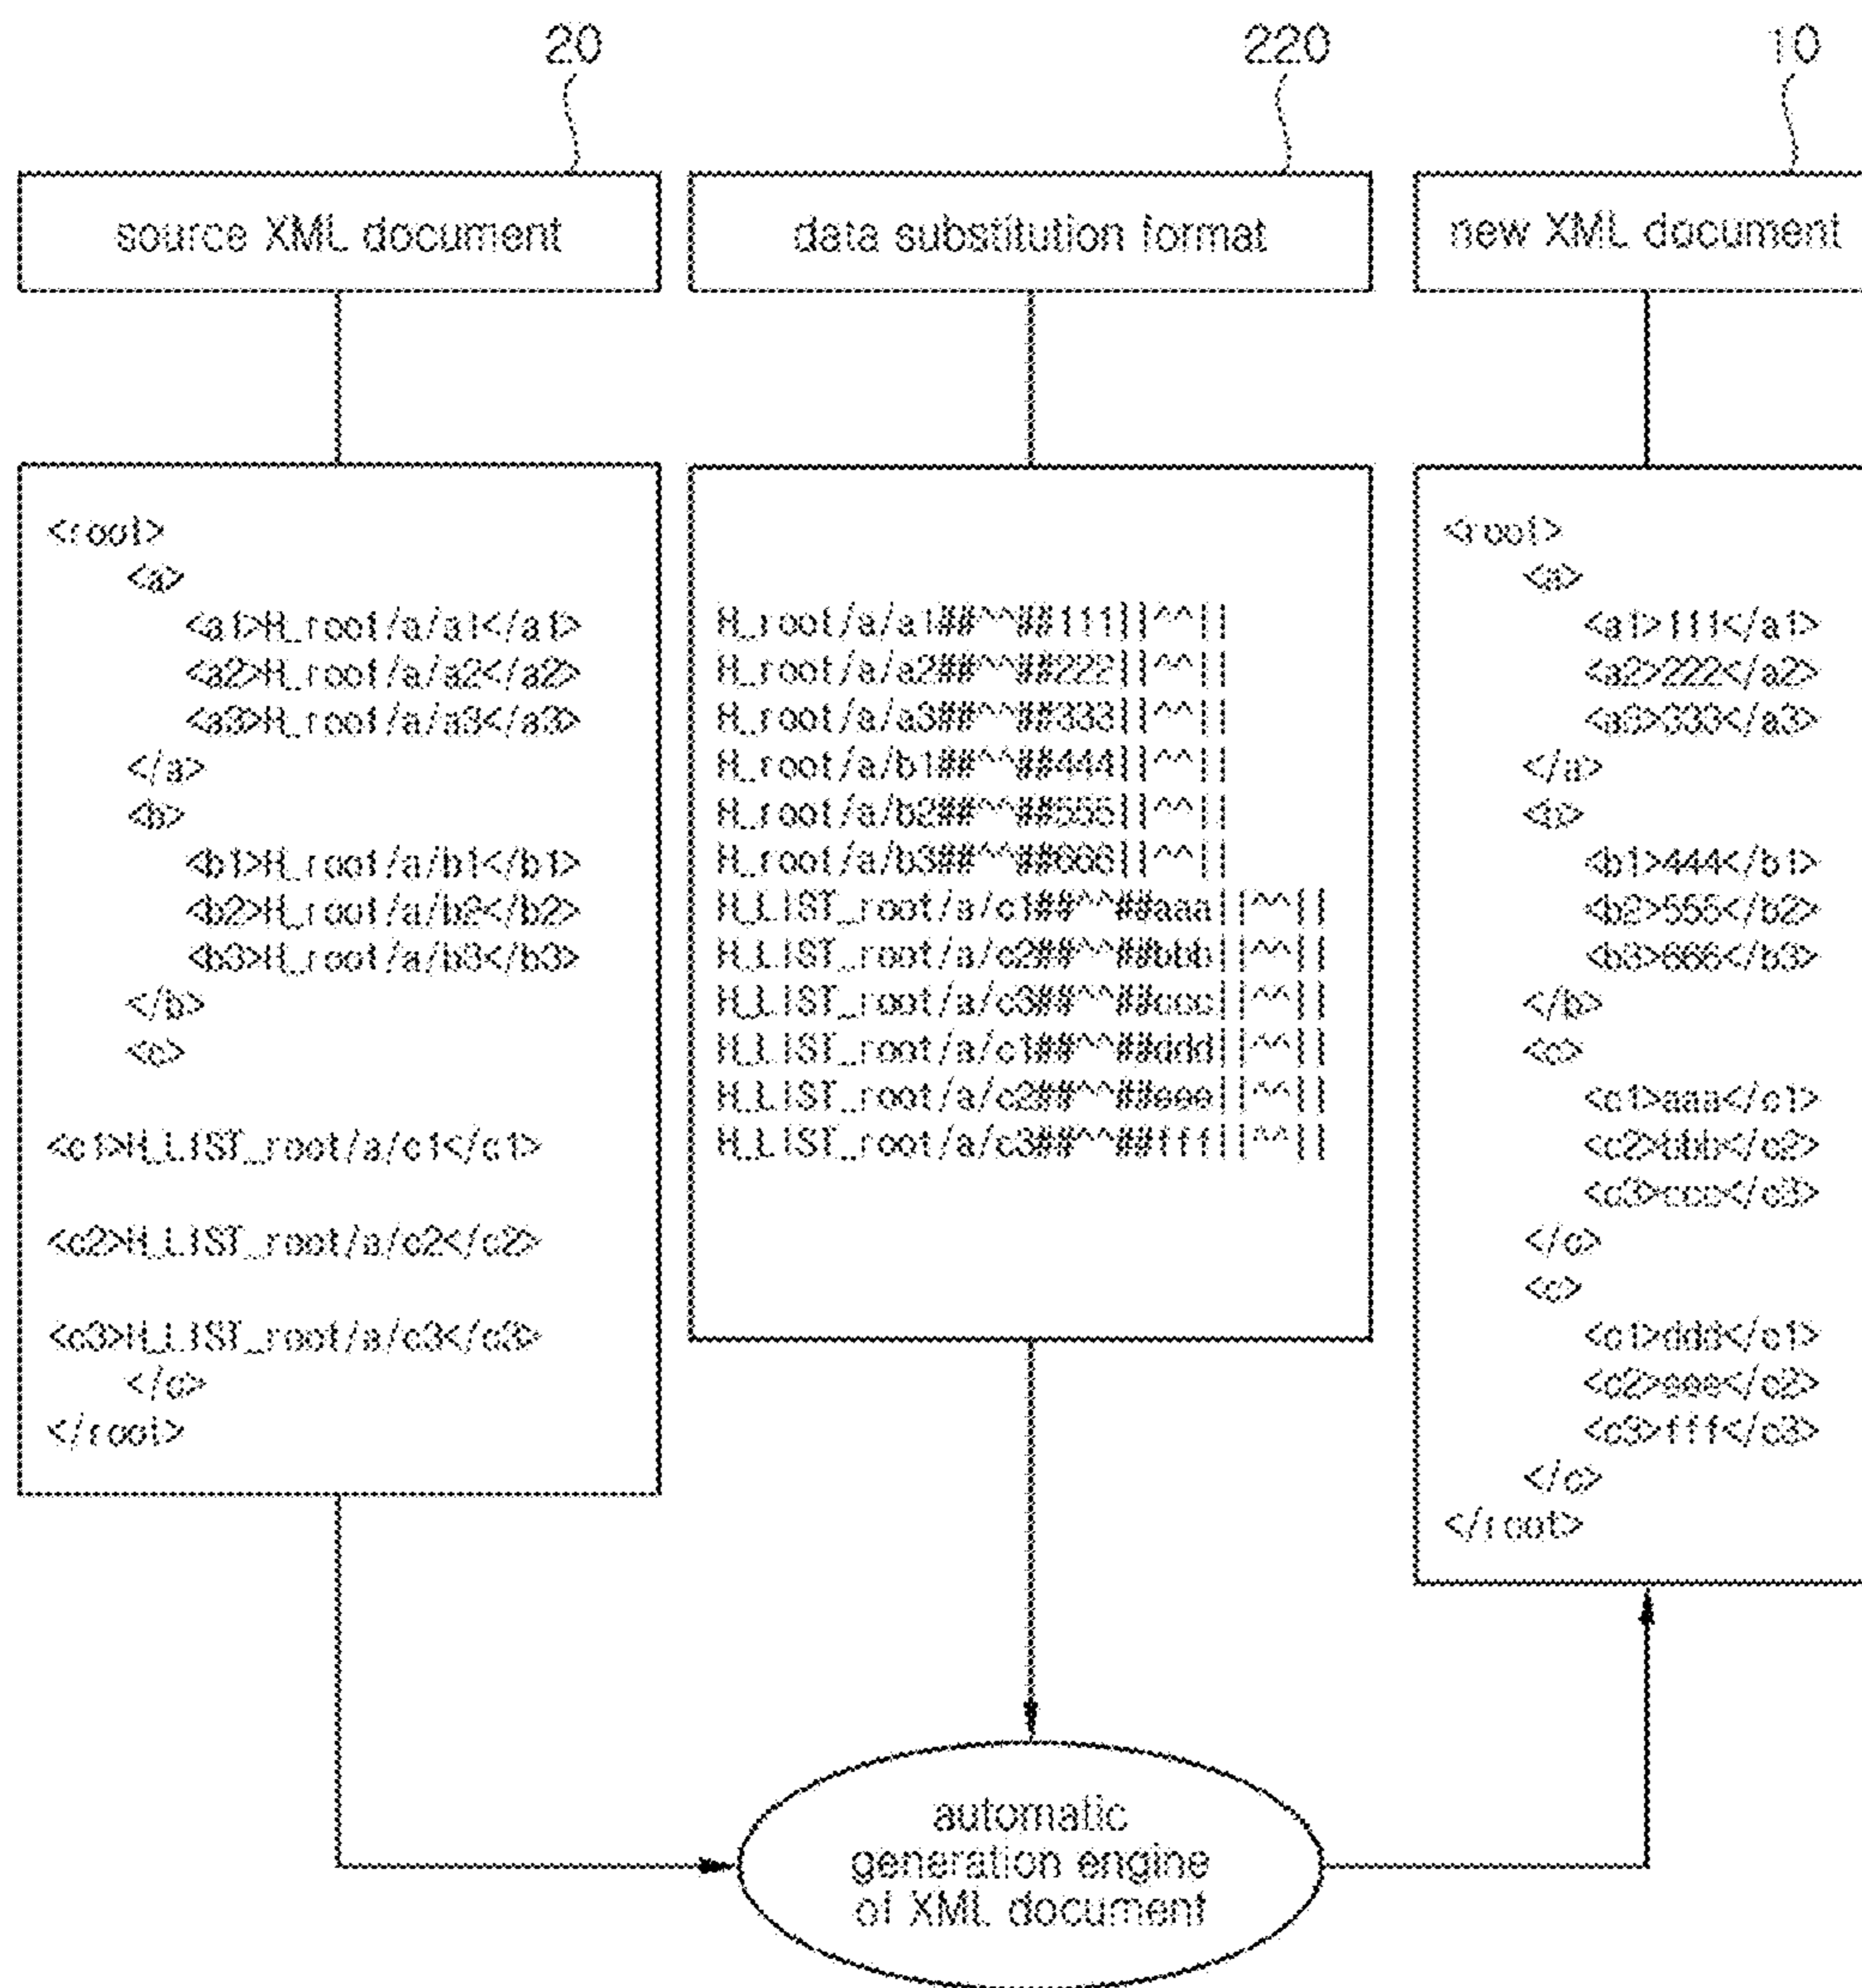 20
220
10
source XML document
data substitution format
new XML document
<root>
<a>
<a1>H_root/a/a1</a1>
<a2>H_root/a/a2</a2>
<a3>H_root/a/a3</a3>
</a>
<b>
<b1>H_root/a/b1</b1>
<b2>H_root/a/b2</b2>
<b3>H_root/a/b3</b3>
</b>
<c>
<c1>H_LIST_root/a/c1</c1>
<c2>H_LIST_root/a/c2</c2>
<c3>H_LIST_root/a/c3</c3>
</c>
</root>
H_root/a/a1##^^##111||^^||
H_root/a/a2##^^##222||^^||
H_root/a/a3##^^##333||^^||
H_root/a/b1##^^##444||^^||
H_root/a/b2##^^##555||^^||
H_root/a/b3##^^##666||^^||
H_LIST_root/a/c1##^^##aaa||^^||
H_LIST_root/a/c2##^^##bbb||^^||
H_LIST_root/a/c3##^^##ccc||^^||
H_LIST_root/a/c1##^^##ddd||^^||
H_LIST_root/a/c2##^^##eee||^^||
H_LIST_root/a/c3##^^##fff||^^||
<root>
<a>
<a1>111</a1>
<a2>222</a2>
<a3>333</a3>
</a>
<b>
<b1>444</b1>
<b2>555</b2>
<b3>666</b3>
</b>
<c>
<c1>aaa</c1>
<c2>bbb</c2>
<c3>ccc</c3>
</c>
<c>
<c1>ddd</c1>
<c2>eee</c2>
<c3>fff</c3>
</c>
</root>
automatic
generation engine
of XML document